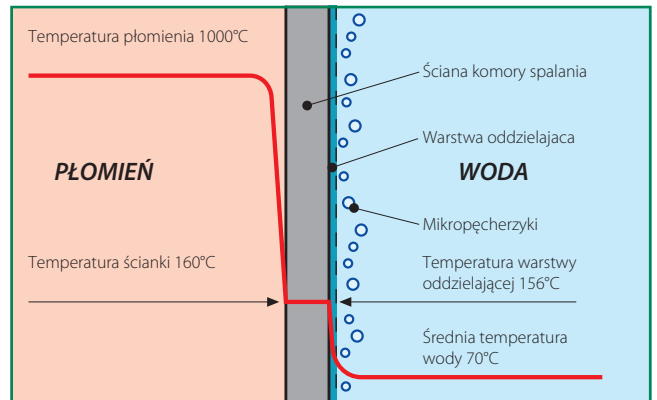 Temperatura płomienia 1000°C
Ściana komory spalania
Warstwa oddzielajaca
PŁOMIEŃ
WODA
Mikropęcherzyki
Temperatura ścianki 160°C
Temperatura warstwy
oddzielającej 156°C
Średnia temperatura
wody 70°C